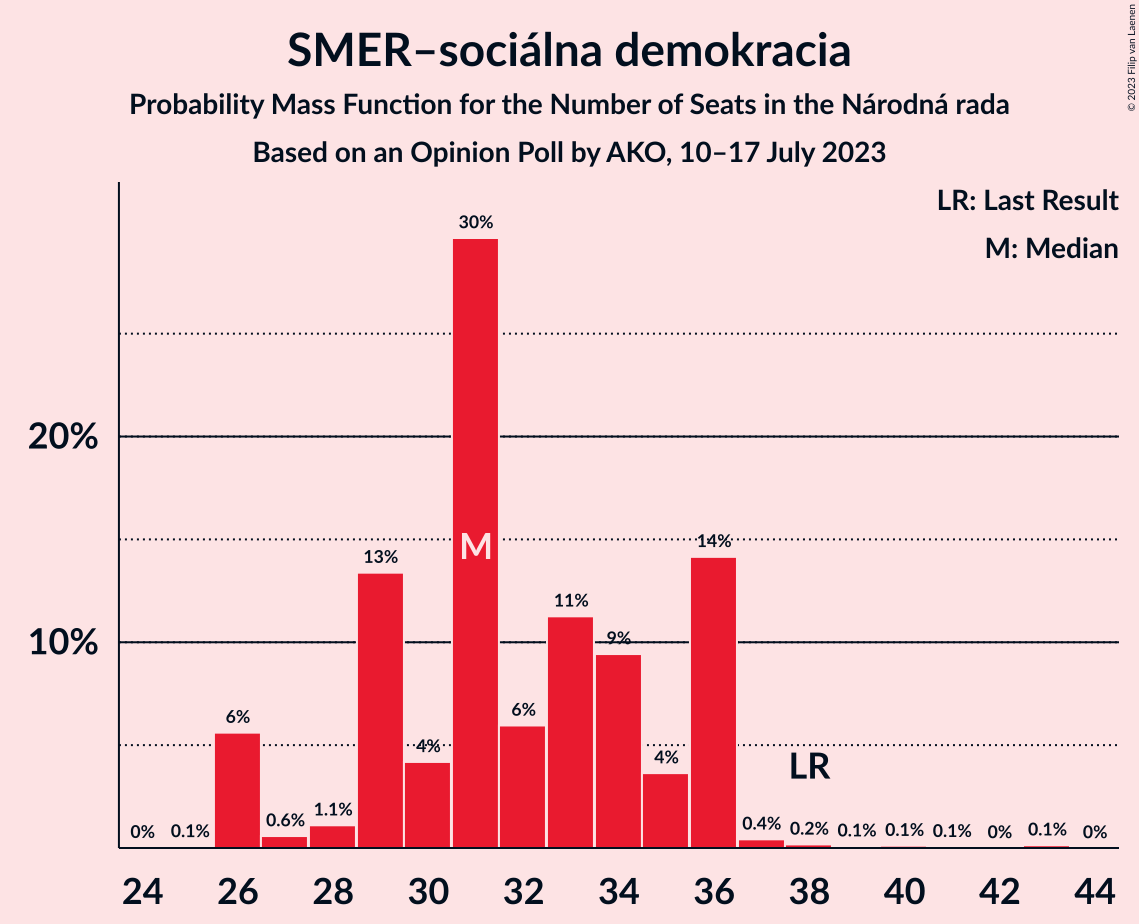 SMER–sociálna demokracia
Probability Mass Function for the Number of Seats in the Národná rada
Based on an Opinion Poll by AKO, 10–17 July 2023
© 2023 Filip van Laenen
LR: Last Result
M: Median
20%
10%
0%
0.1%
6%
0.6%
1.1%
13%
4%
30%
M
6%
11%
9%
4%
14%
0.4%
LR
0.2%
0.1%
0.1%
0.1%
0%
0.1%
0%
24 26 28 30 32 34 36 38 40 42 44